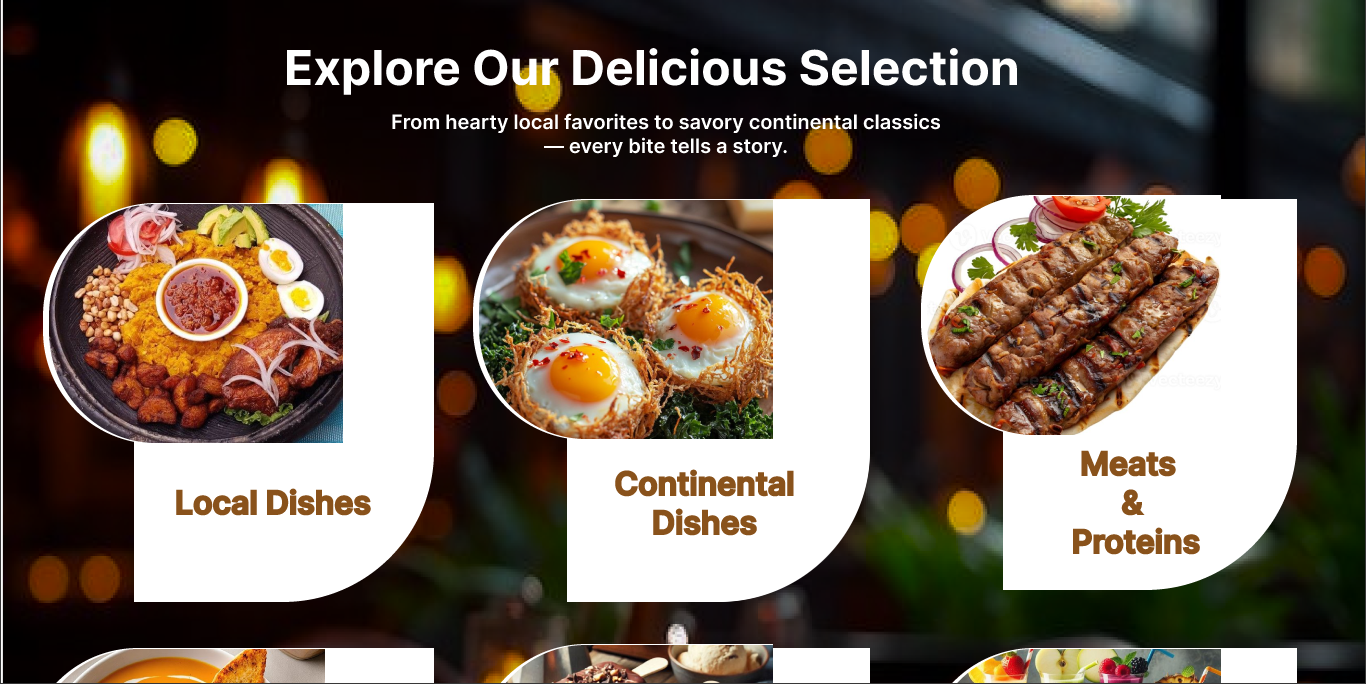 Explore Our Delicious Selection
From hearty local favorites to savory continental classics
— every bite tells a story.
Local Dishes
Continental
Dishes
Meats
&
Proteins